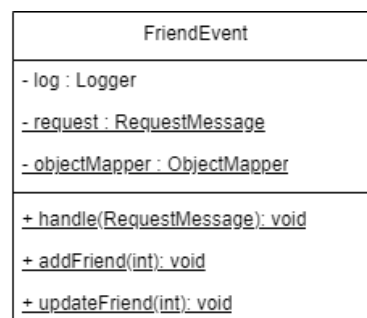 FriendEvent
- log : Logger
- request : RequestMessage
- objectMapper : ObjectMapper
+ handle(RequestMessage): void
+ addFriend(int): void
+ updateFriend(int): void